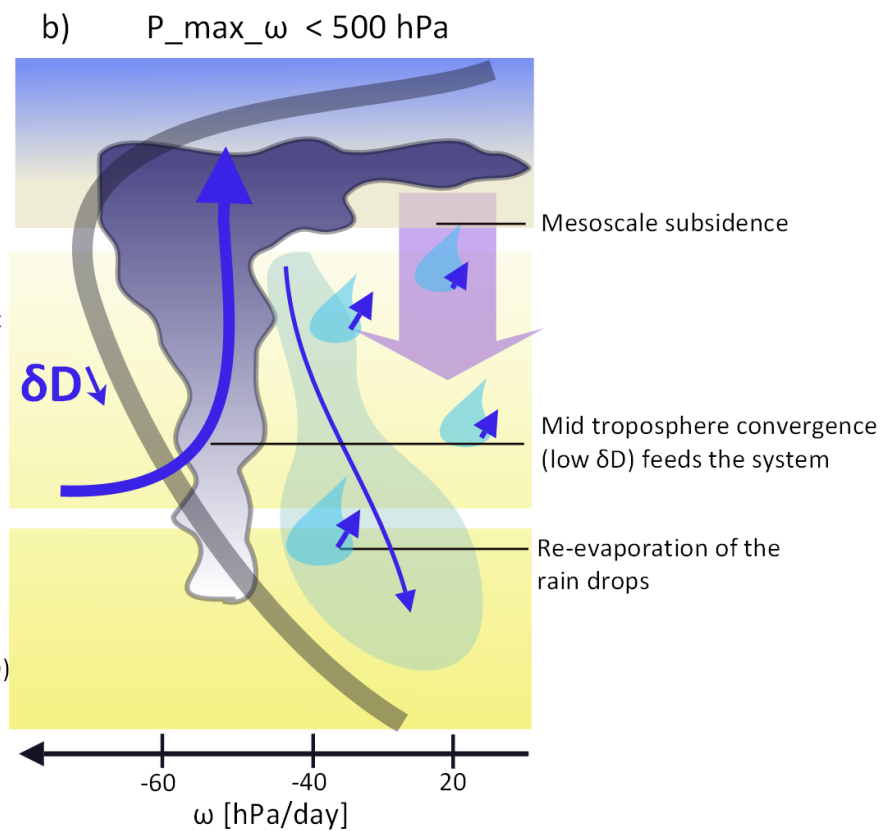 b) P_max_ω < 500 hPa
Mesoscale subsidence
δD
Mid troposphere convergence
(low δD) feeds the system
Re-evaporation of the
rain drops
)
-60 -40 20
ω [hPa/day]